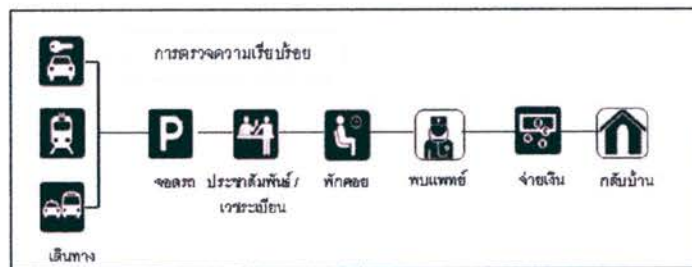 การตรวจความเรียบร้อย
P
จอดรถ
ประชาสัมพันธ์ /
เวชระเบียน
พักคอย
พบแพทย์
จ่ายเงิน
กลับบ้าน
เดินทาง